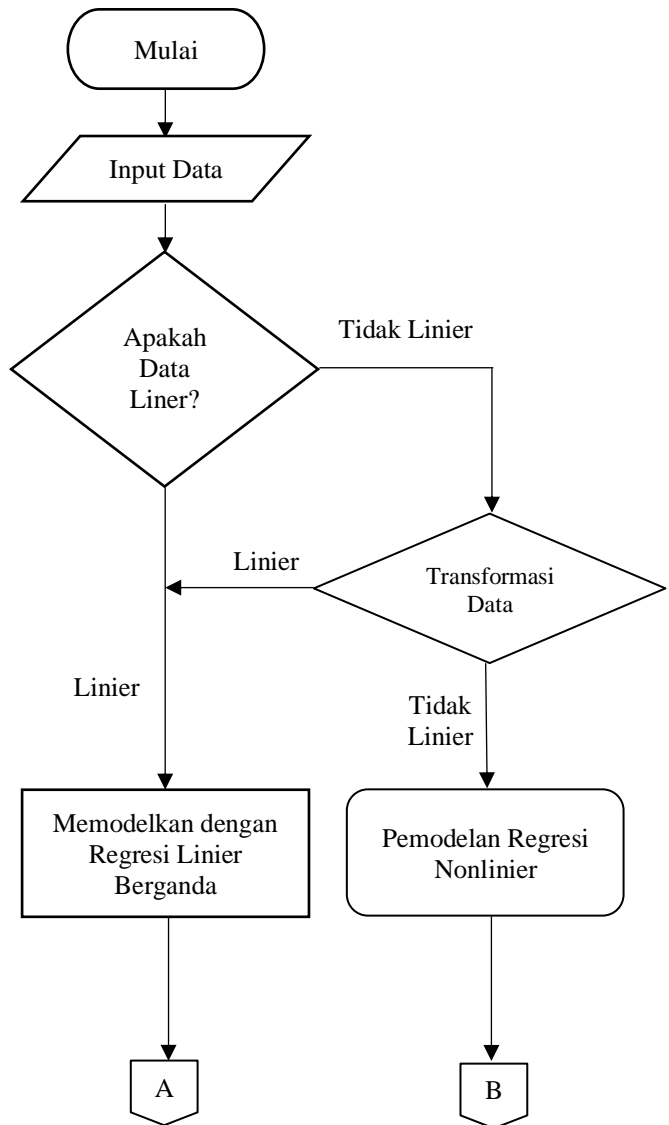 Mulai
Input Data
Apakah
Data
Liner?
Tidak Linier
Linier
Transformasi
Data
Linier
Tidak
Linier
Memodelkan dengan
Regresi Linier
Berganda
Pemodelan Regresi
Nonlinier
A
B